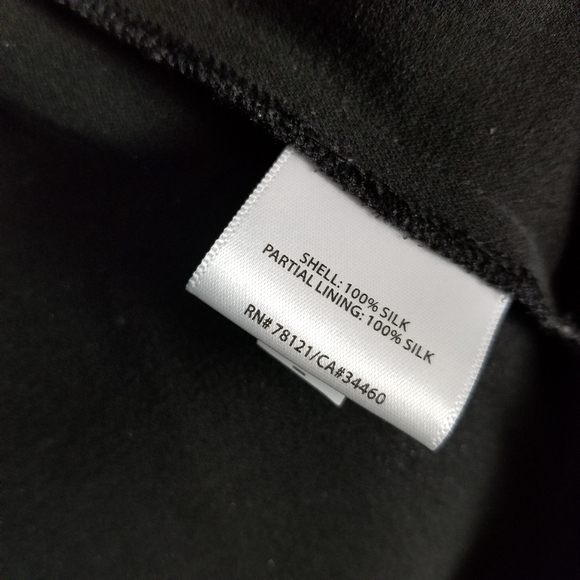 SHELL: 100% SILK
PARTIAL LINING: 100% SILK
RN# 78121/CA#34460